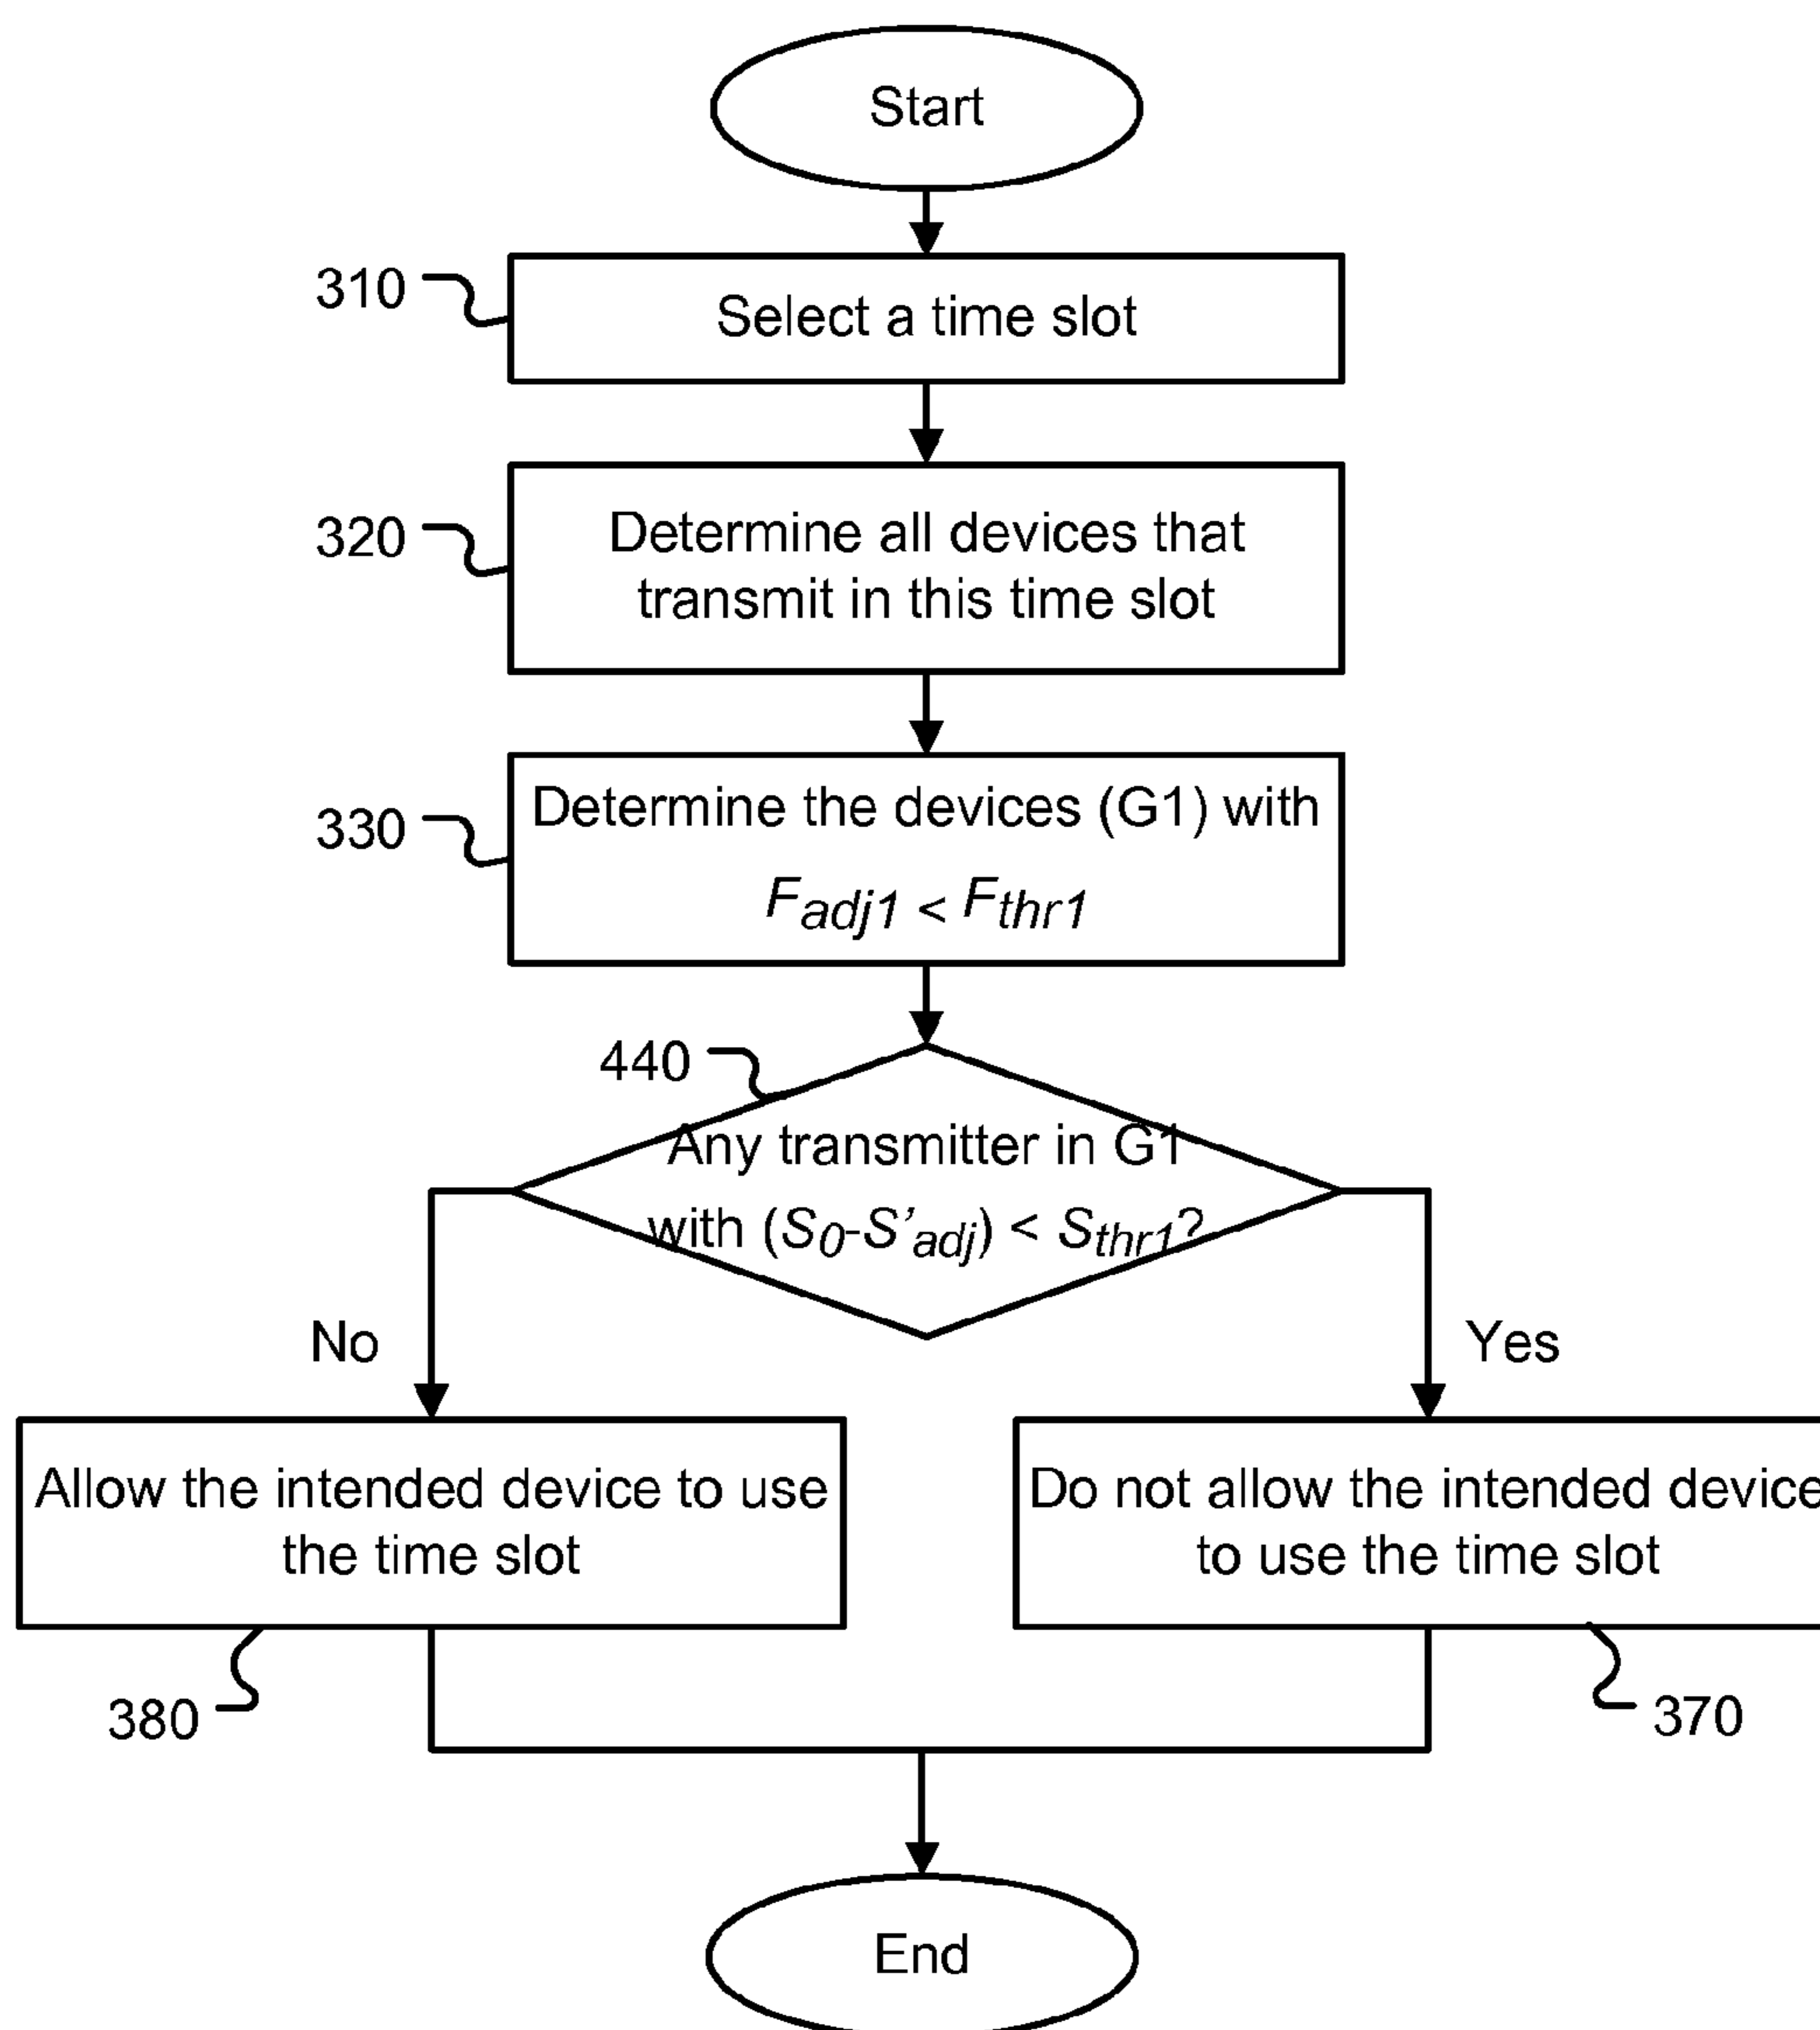 Start
310
Select a time slot
320
Determine all devices that
transmit in this time slot
330
Determine the devices (G1) with
Fadj1 < Fthr1
440
Any transmitter in G1
with (S0-S'adj) < Sthr1?
No
Yes
Allow the intended device to use
the time slot
Do not allow the intended device
to use the time slot
380
370
End